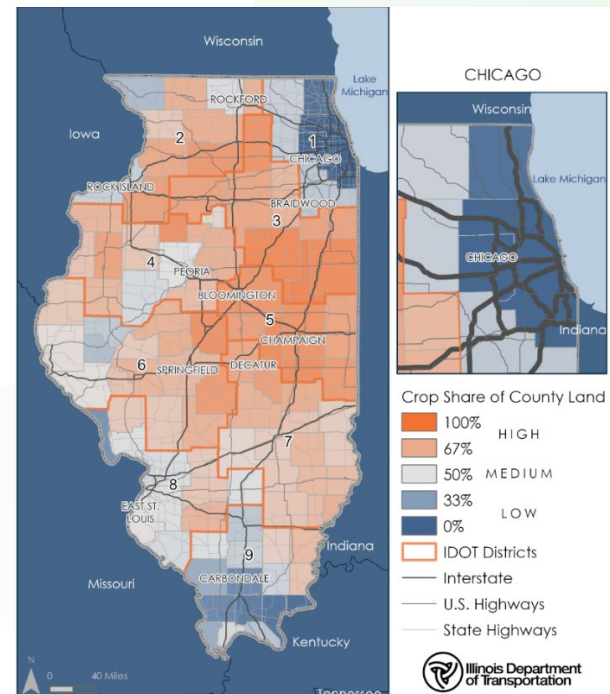 Wisconsin
Lake
Michigan
Iowa
ROCKFORD
2
1
CHICAGO
ROCK ISLAND
BRAIDWOOD
3
4
PEORIA
BLOOMINGTON
5
CHAMPAIGN
6
SPRINGFIELD
DECATUR
7
8
EAST ST.
LOUIS
Indiana
9
Missouri
CARBONDALE
Kentucky
Tennessee
N
0 40 Miles
CHICAGO
Wisconsin
Lake Michigan
CHICAGO
Indiana
Crop Share of County Land
100%
HIGH
67%
50% MEDIUM
33%
LOW
0%
IDOT Districts
Interstate
U.S. Highways
State Highways
Illinois Department
of Transportation